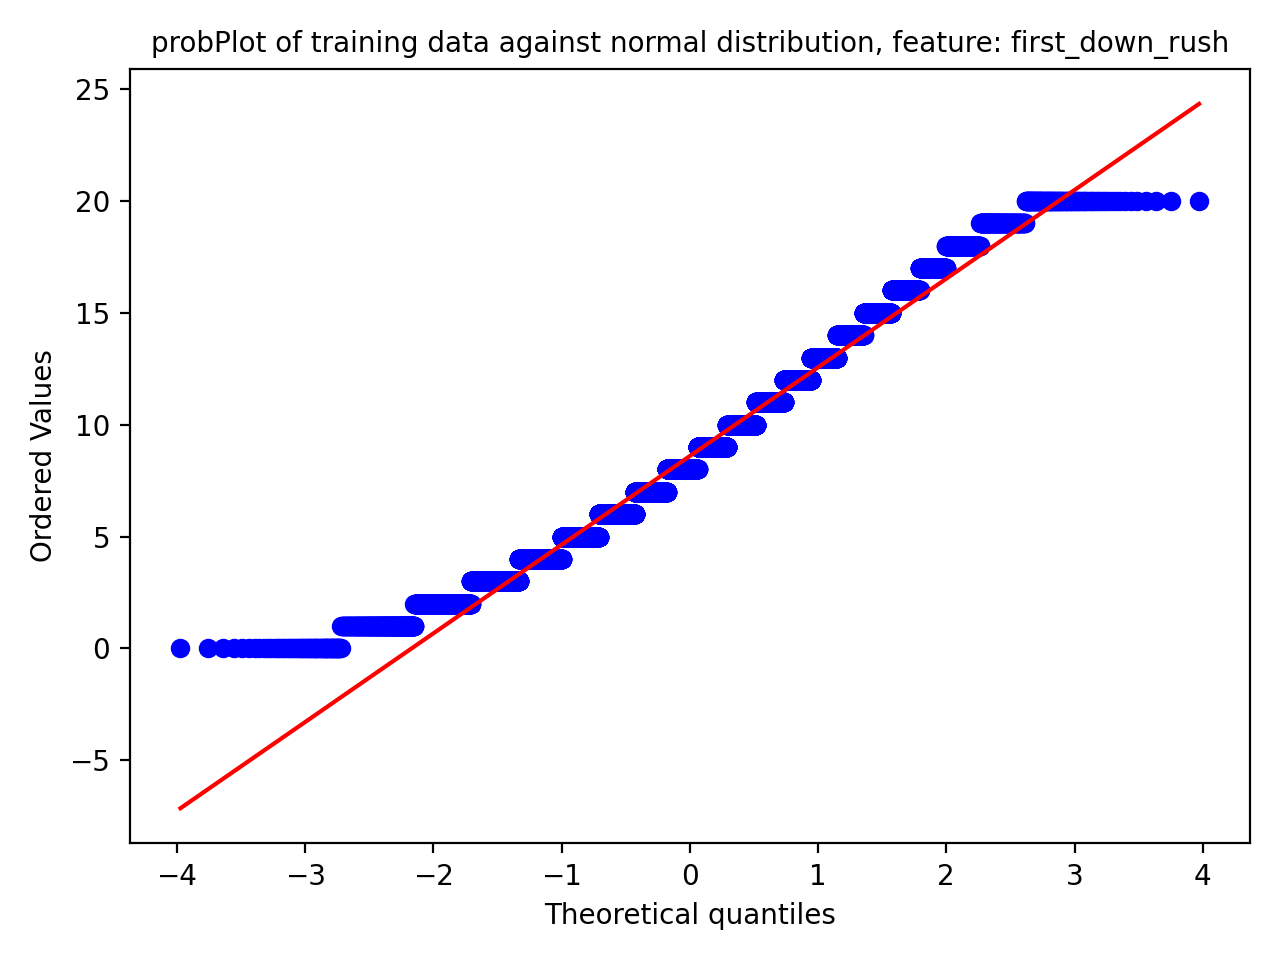 probPlot of training data against normal distribution, feature: first_down_rush
25
20
15
10
5
0
−5
Ordered Values
−4 −3 −2 −1 0 1 2 3 4
Theoretical quantiles